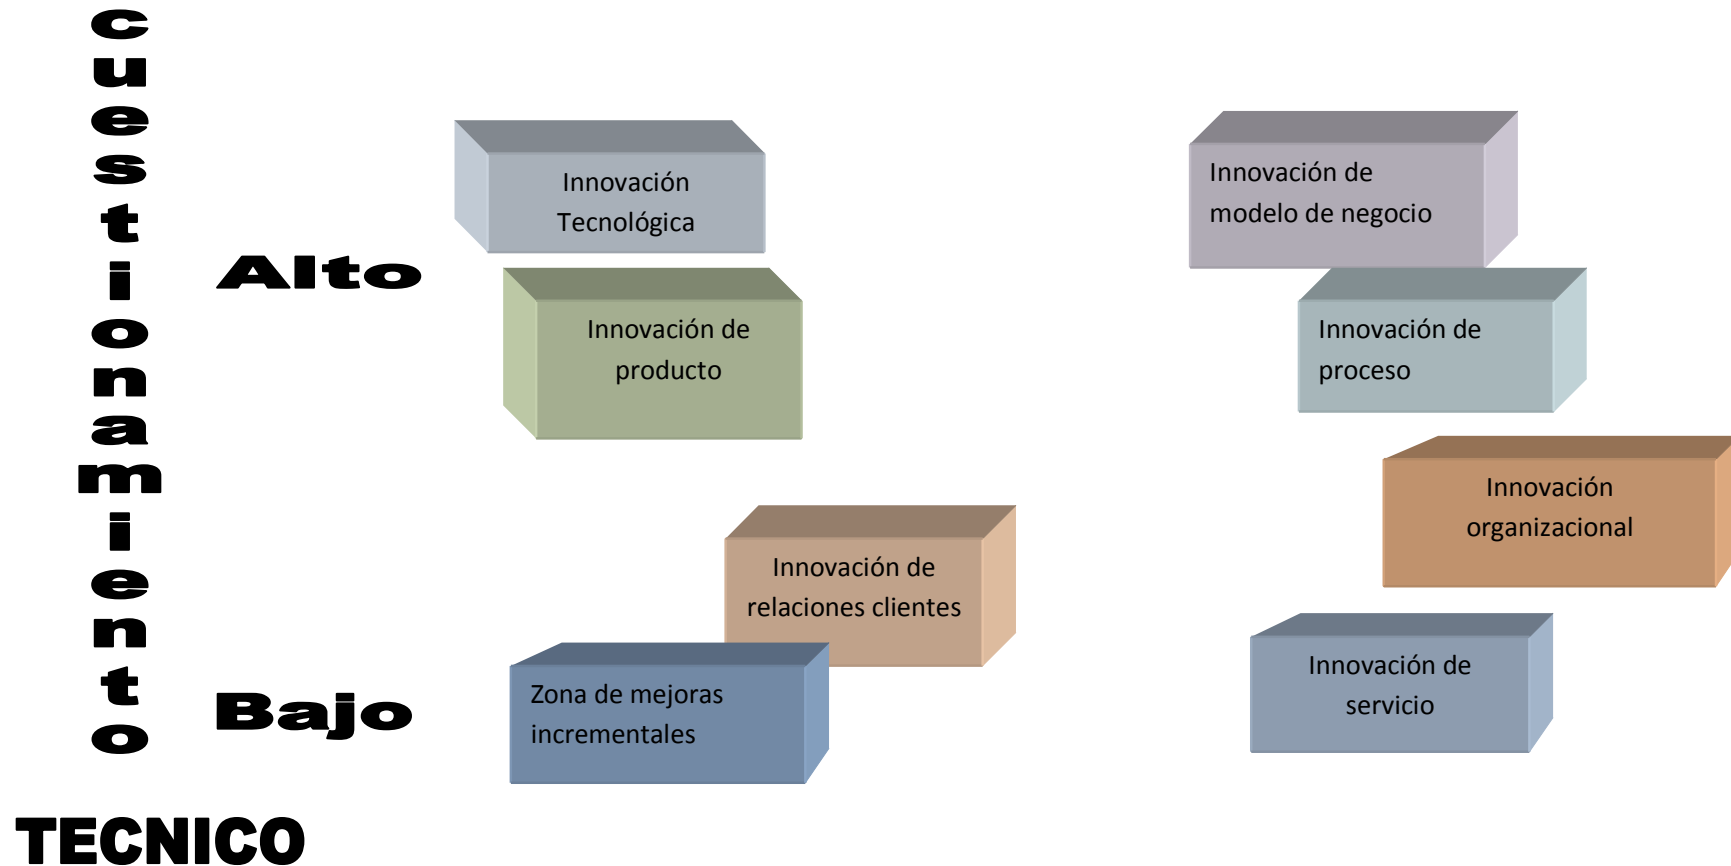 cuestionamiento
Innovación
Tecnológica
Innovación de
modelo de negocio
Alto
Innovación de
producto
Innovación de
proceso
Innovación
organizacional
Innovación de
relaciones clientes
Innovación de
servicio
Zona de mejoras
incrementales
Bajo
TECNICO